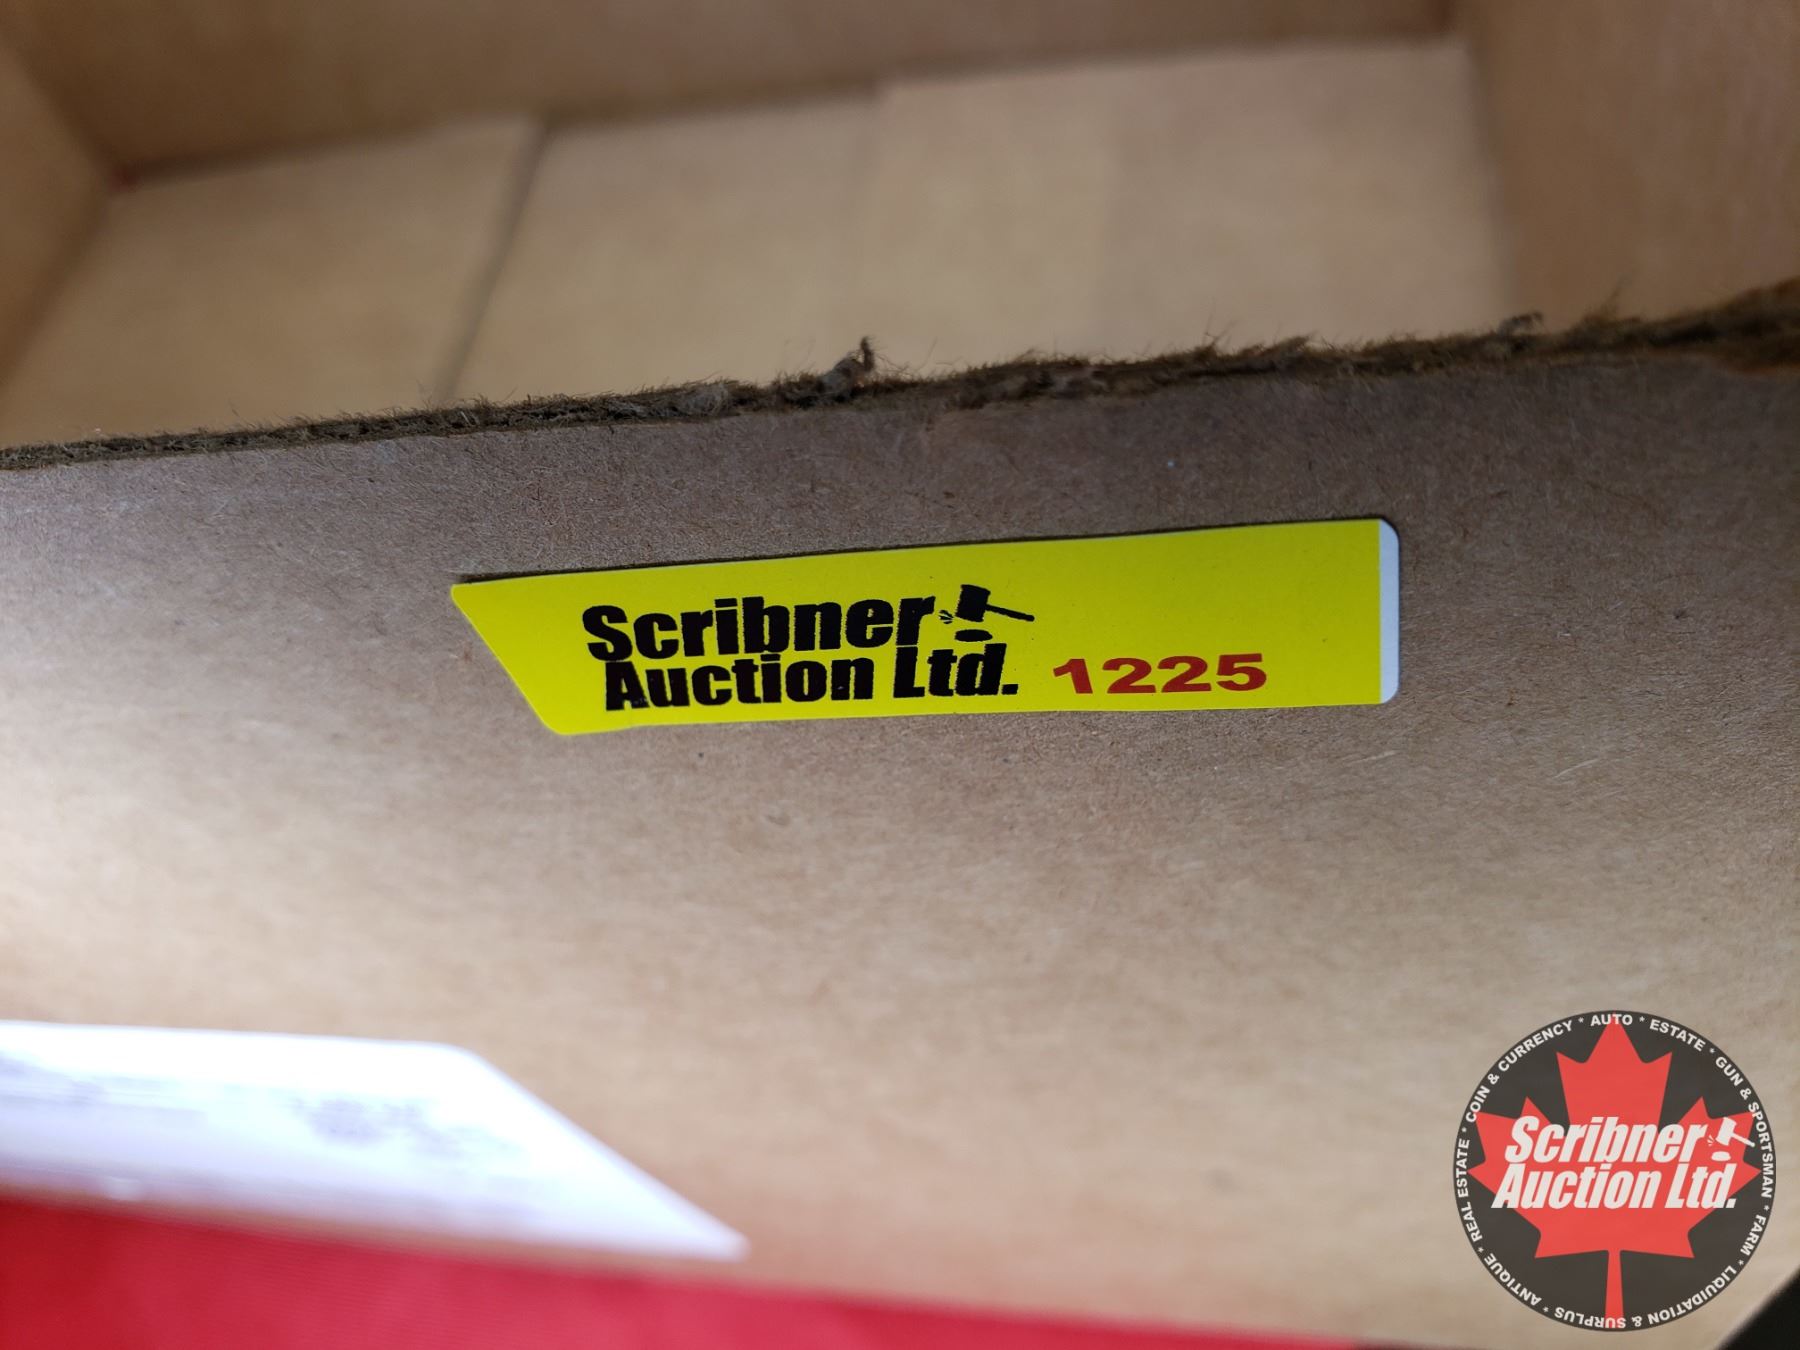 Scribner
Auction Ltd. 1225
COIN & CURRENCY * AUTO * ESTATE * GUN & SPORTSMAN * FARM * LIQUIDATION & SURPLUS * ANTIQUE * REAL ESTATE *
Scribner
Auction Ltd.